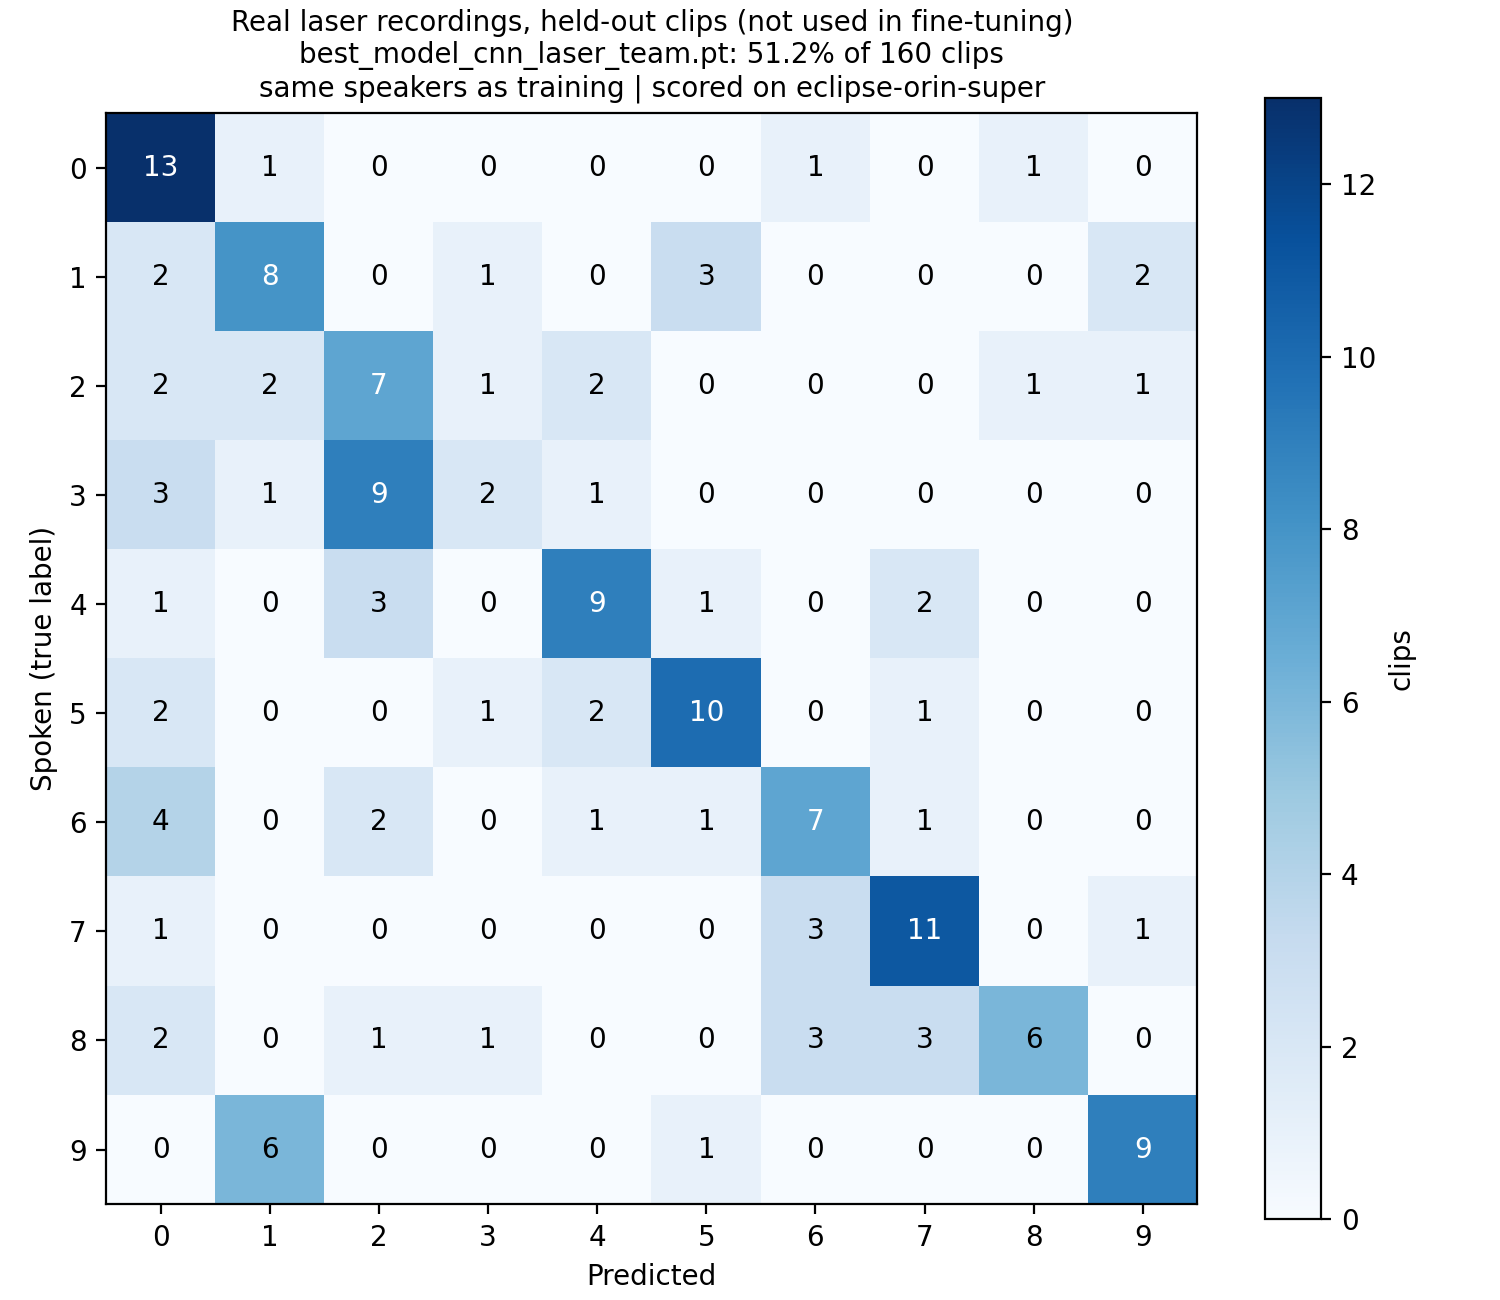 Real laser recordings, held-out clips (not used in fine-tuning)
best_model_cnn_laser_team.pt: 51.2% of 160 clips
same speakers as training | scored on eclipse-orin-super
0 13 1 0 0 0 0 1 0 1 0
1 2 8 0 1 0 3 0 0 0 2
2 2 2 7 1 2 0 0 0 1 1
3 3 1 9 2 1 0 0 0 0 0
4 1 0 3 0 9 1 0 2 0 0
5 2 0 0 1 2 10 0 1 0 0
6 4 0 2 0 1 1 7 1 0 0
7 1 0 0 0 0 0 3 11 0 1
8 2 0 1 1 0 0 3 3 6 0
9 0 6 0 0 0 1 0 0 0 9
0 1 2 3 4 5 6 7 8 9
Predicted
Spoken (true label)
12
10
8
6
4
2
0
clips